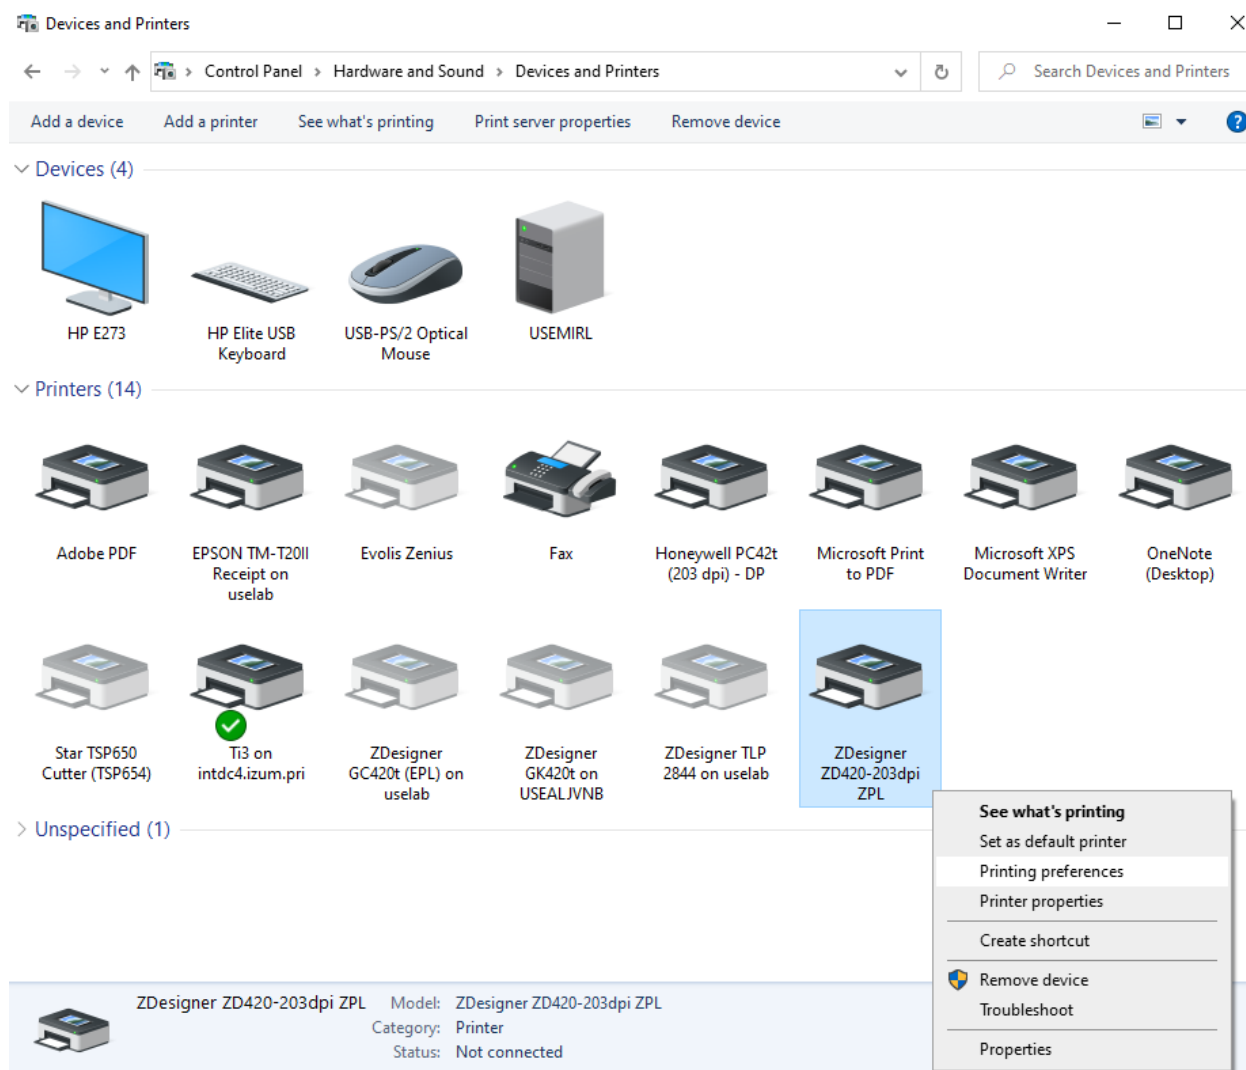 Devices and Printers
Control Panel > Hardware and Sound > Devices and Printers
Search Devices and Printers
Add a device Add a printer See what's printing Print server properties Remove device
?
Devices (4)
HP E273
HP Elite USB
Keyboard
USB-PS/2 Optical
Mouse
USEMIRL
Printers (14)
Adobe PDF
EPSON TM-T20II
Receipt on
uselab
Evolis Zenius
Fax
Honeywell PC42t
(203 dpi) - DP
Microsoft Print
to PDF
Microsoft XPS
Document Writer
OneNote
(Desktop)
Star TSP650
Cutter (TSP654)
Ti3 on
intdc4.izum.pri
ZDesigner
GC420t (EPL) on
uselab
ZDesigner
GK420t on
USEALJVNB
ZDesigner TLP
2844 on uselab
ZDesigner
ZD420-203dpi
ZPL
Unspecified (1)
See what's printing
Set as default printer
Printing preferences
Printer properties
Create shortcut
Remove device
Troubleshoot
Properties
ZDesigner ZD420-203dpi ZPL Model: ZDesigner ZD420-203dpi ZPL
Category: Printer
Status: Not connected